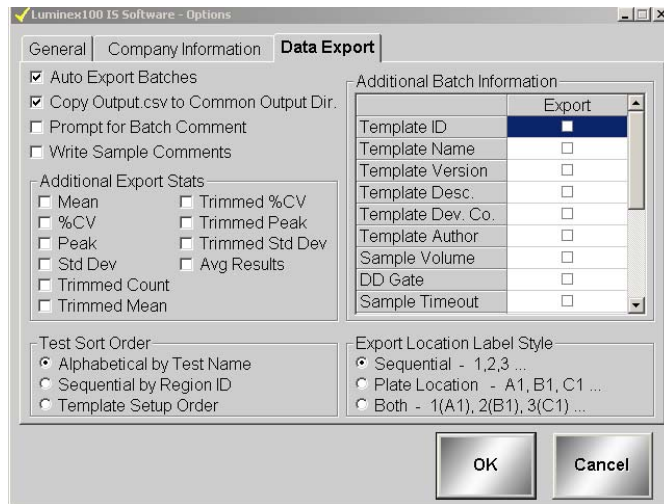 Luminex100 IS Software - Options
General
Company Information
Data Export
Auto Export Batches
Copy Output.csv to Common Output Dir.
Prompt for Batch Comment
Write Sample Comments
Additional Export Stats
Mean
Trimmed %CV
%CV
Trimmed Peak
Peak
Trimmed Std Dev
Std Dev
Avg Results
Trimmed Count
Trimmed Mean
Additional Batch Information
Export
Template ID
Template Name
Template Version
Template Desc.
Template Dev. Co.
Template Author
Sample Volume
DD Gate
Sample Timeout
Test Sort Order
Alphabetical by Test Name
Sequential by Region ID
Template Setup Order
Export Location Label Style
Sequential - 1,2,3 ...
Plate Location - A1, B1, C1 ...
Both - 1(A1), 2(B1), 3(C1) ...
OK
Cancel